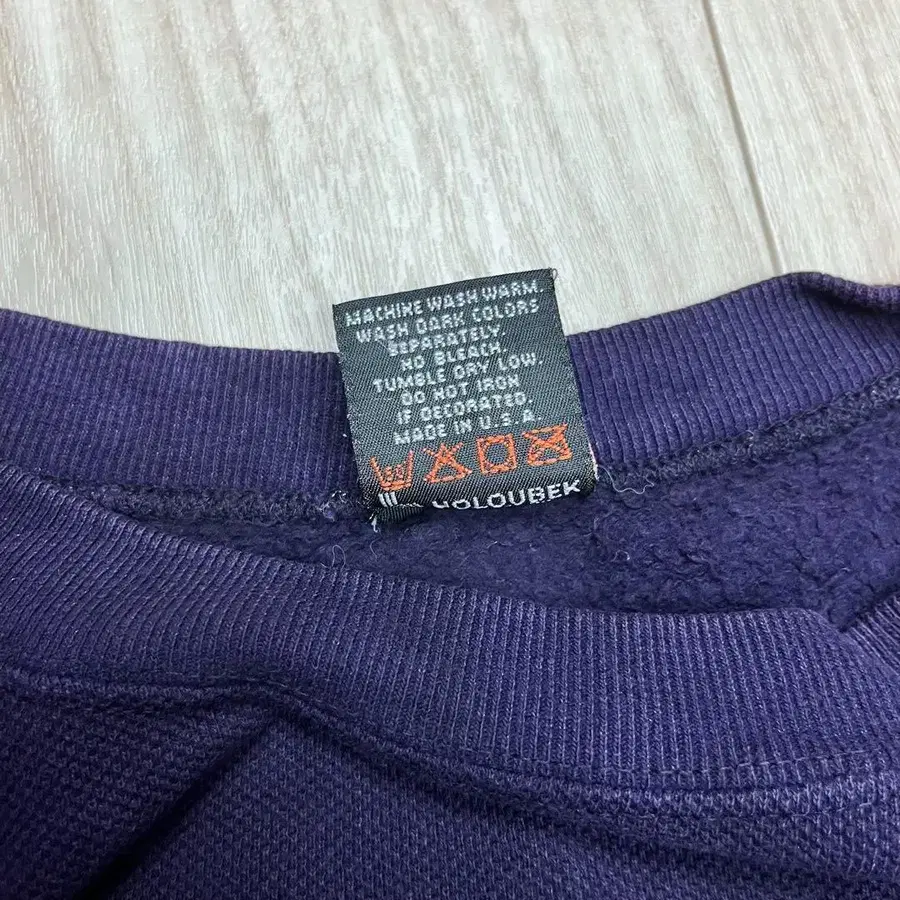 MACHINE WASH WARM.
WASH DARK COLORS
SEPARATELY.
NO BLEACH.
TUMBLE DRY LOW.
DO NOT IRON
IF DECORATED.
MADE IN U.S.A.
HOLOUBEK